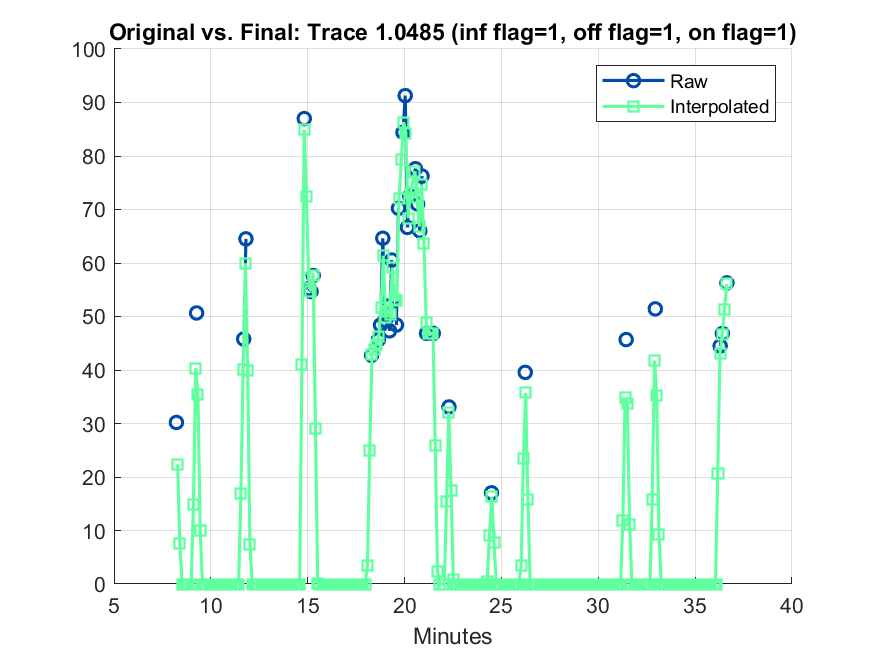 Original vs. Final: Trace 1.0485 (inf flag=1, off flag=1, on flag=1)
100
90
80
70
60
50
40
30
20
10
0
Raw
Interpolated
5 10 15 20 25 30 35 40
Minutes